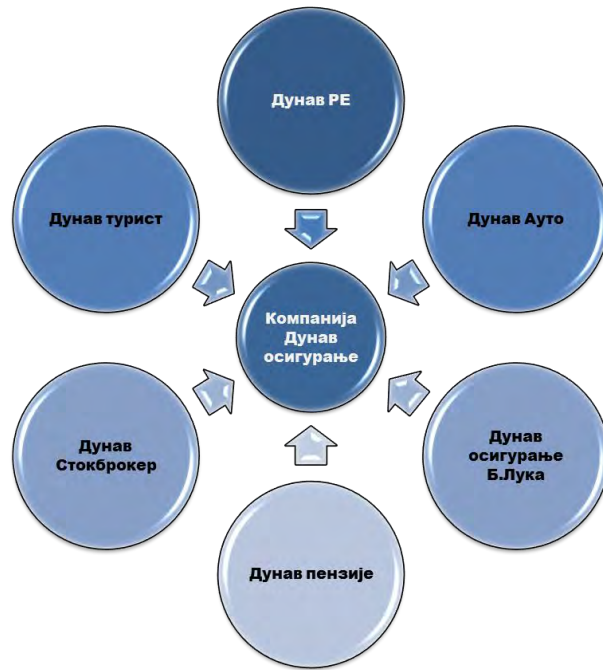 Дунав РЕ
Дунав турист
Дунав Ауто
Компанија
Дунав
осигурање
Дунав
Стокброкер
Дунав
осигурање
Б.Лука
Дунав пензије